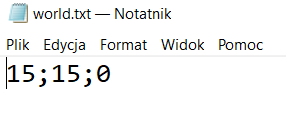 world.txt — Notatnik
Plik Edycja Format Widok Pomoc
15;15;0